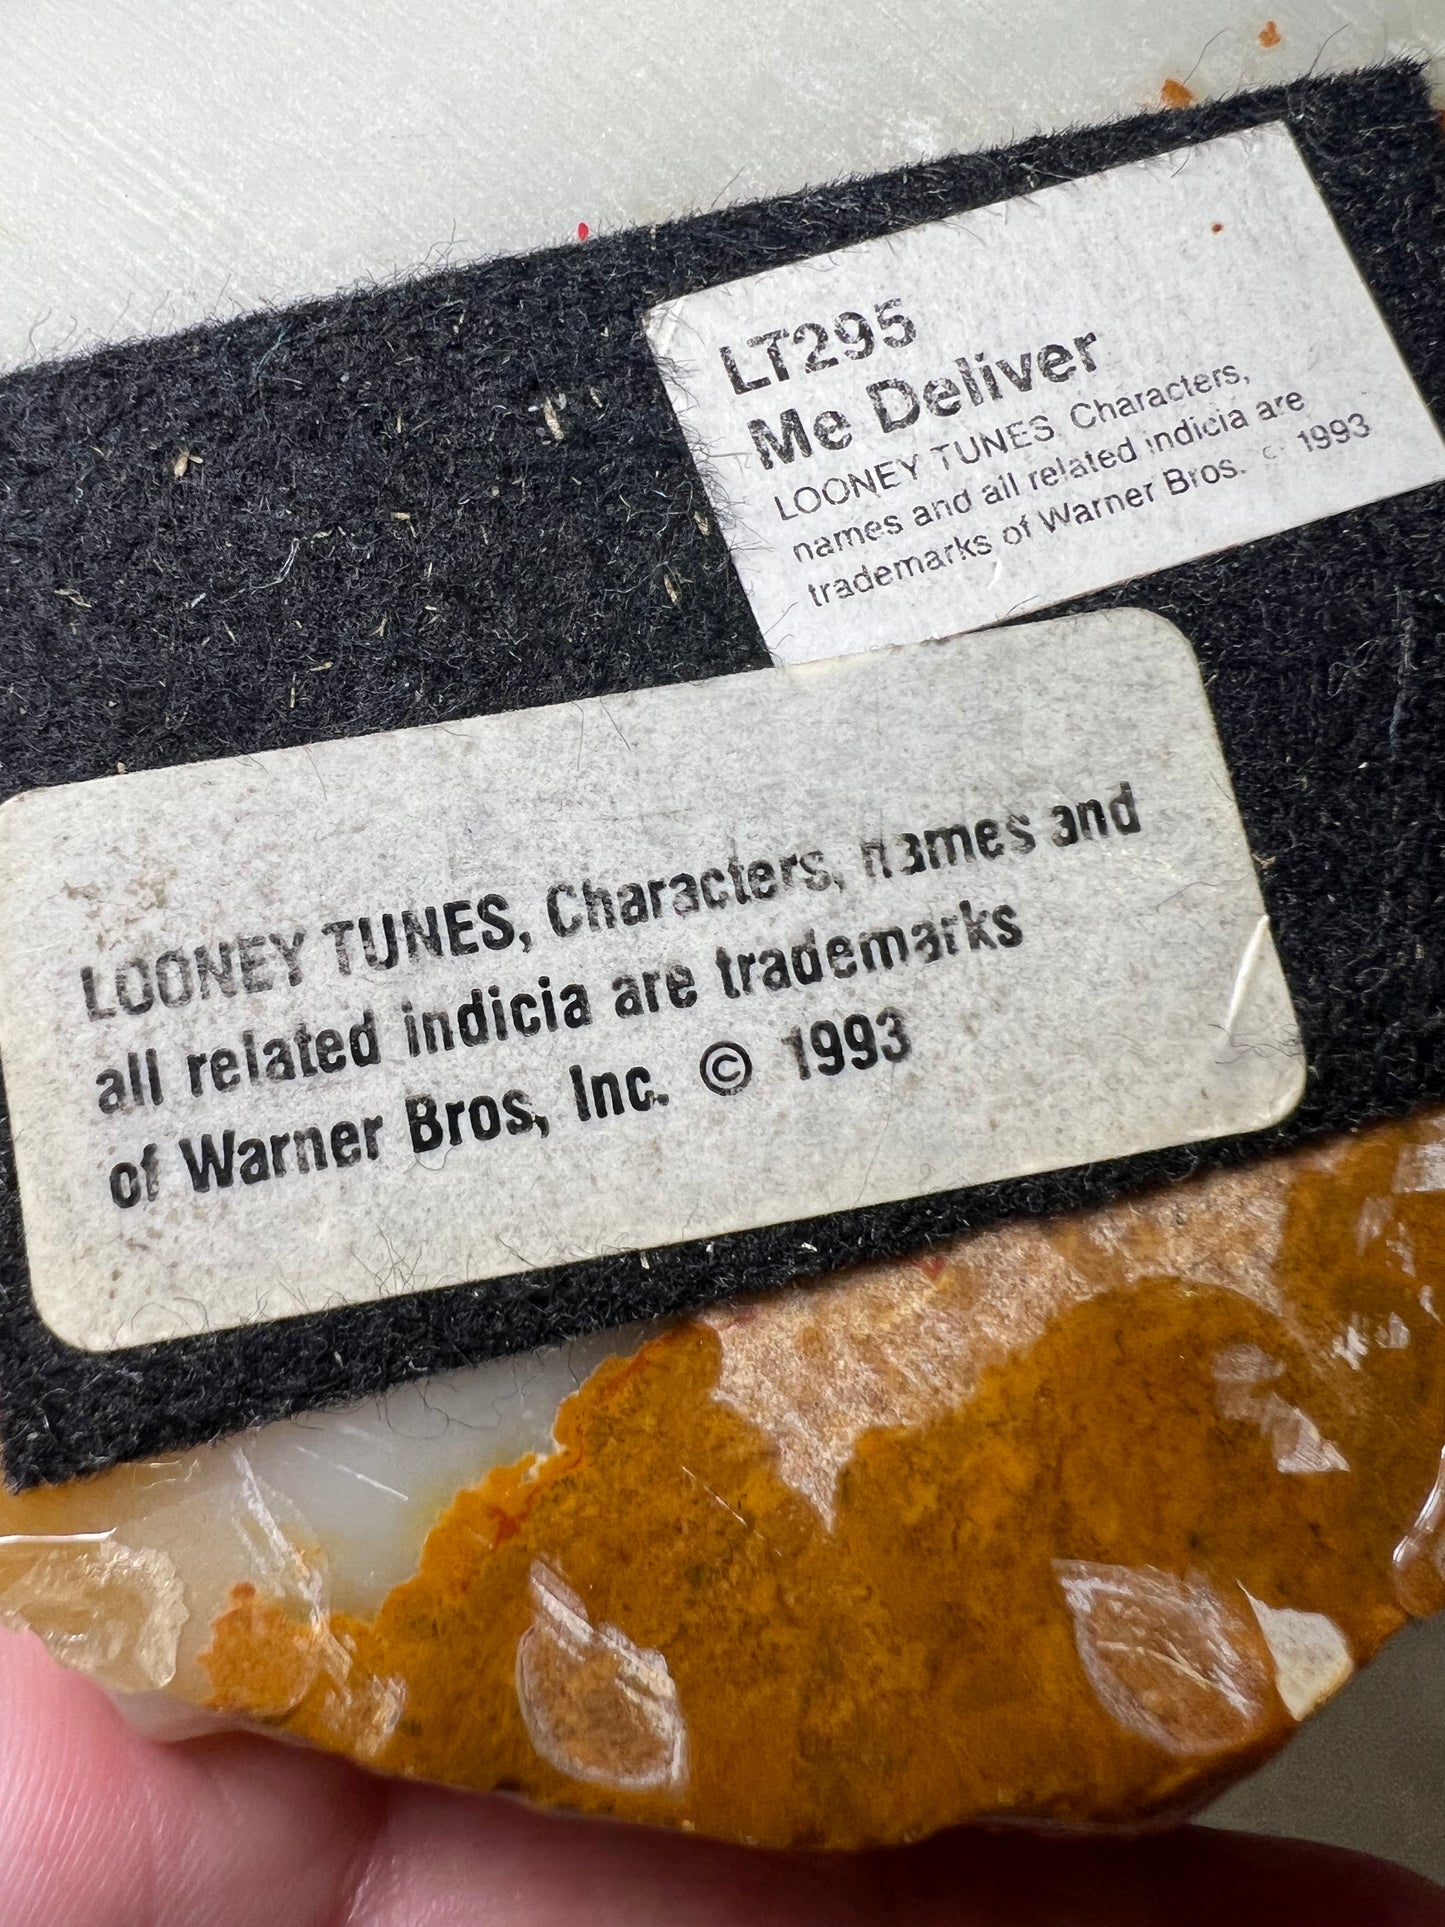 LT295
Me Deliver
LOONEY TUNES Characters,
names and all related indicia are
trademarks of Warner Bros. c 1993
LOONEY TUNES, Characters, names and
all related indicia are trademarks
of Warner Bros, Inc. © 1993